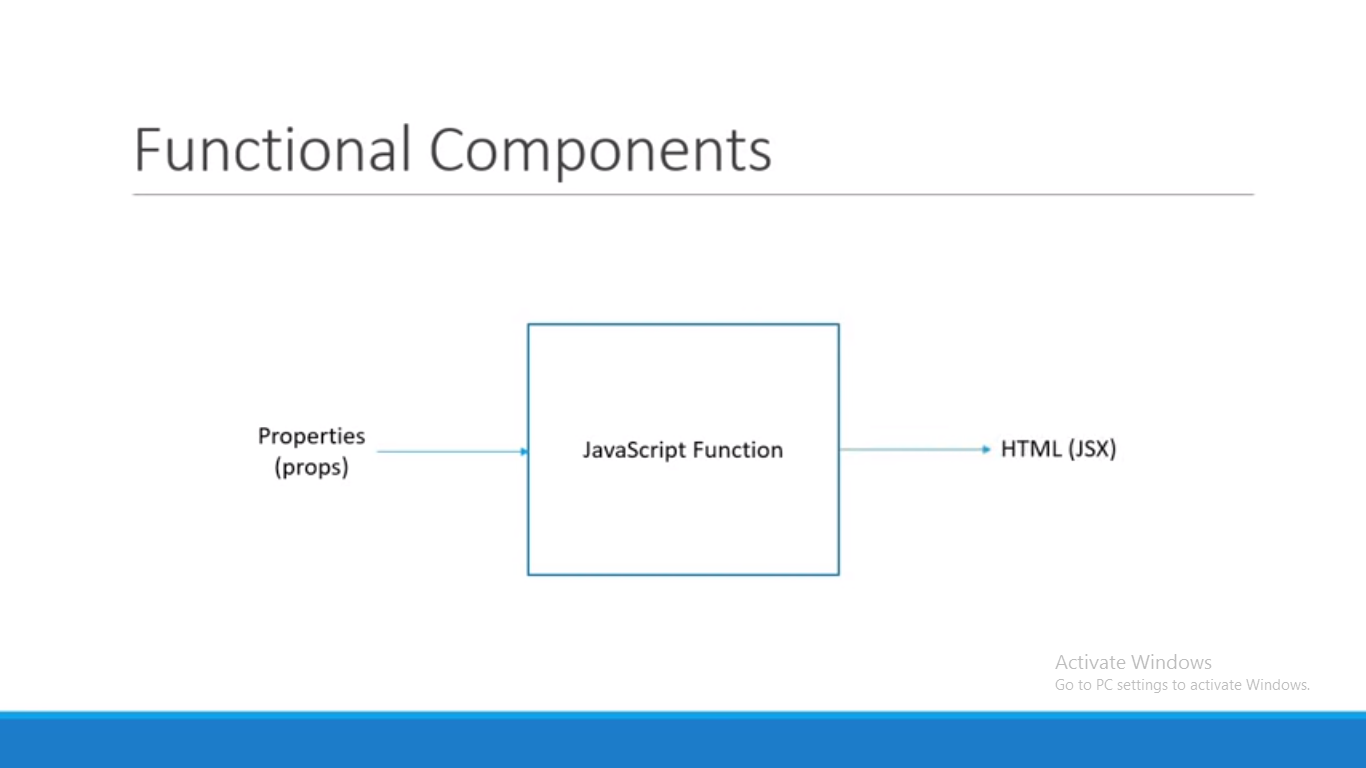 Functional Components
Properties
(props)
JavaScript Function
HTML (JSX)
Activate Windows
Go to PC settings to activate Windows.